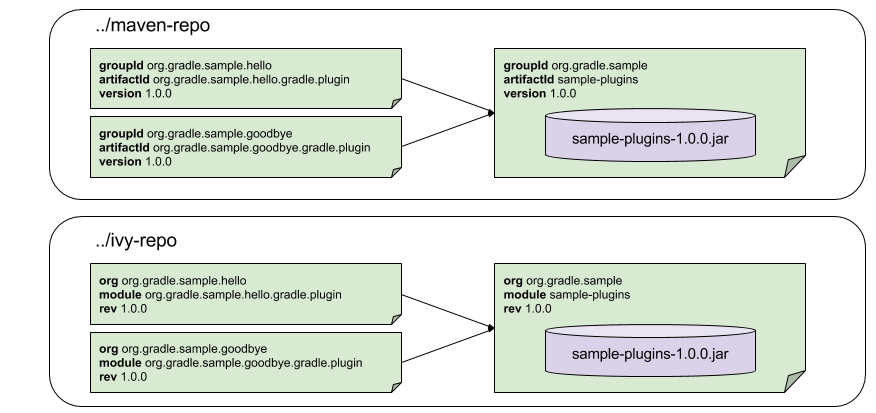 ../maven-repo
groupId org.gradle.sample.hello
artifactId org.gradle.sample.hello.gradle.plugin
version 1.0.0
groupId org.gradle.sample.goodbye
artifactId org.gradle.sample.goodbye.gradle.plugin
version 1.0.0
groupId org.gradle.sample
artifactId sample-plugins
version 1.0.0
sample-plugins-1.0.0.jar
../ivy-repo
org org.gradle.sample.hello
module org.gradle.sample.hello.gradle.plugin
rev 1.0.0
org org.gradle.sample.goodbye
module org.gradle.sample.goodbye.gradle.plugin
rev 1.0.0
org org.gradle.sample
module sample-plugins
rev 1.0.0
sample-plugins-1.0.0.jar